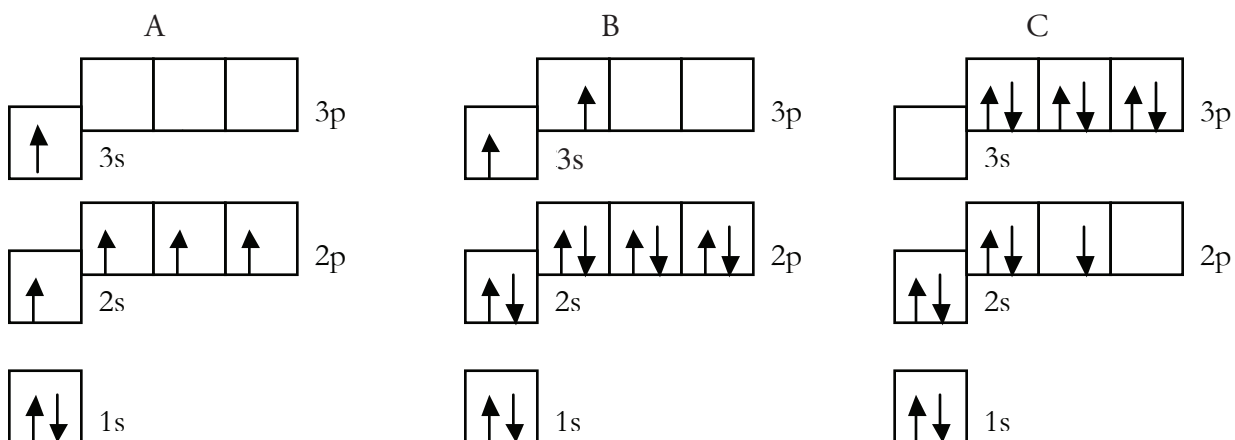 A B C
3p 3p 3p
3s 3s 3s
2p 2p 2p
2s 2s 2s
1s 1s 1s